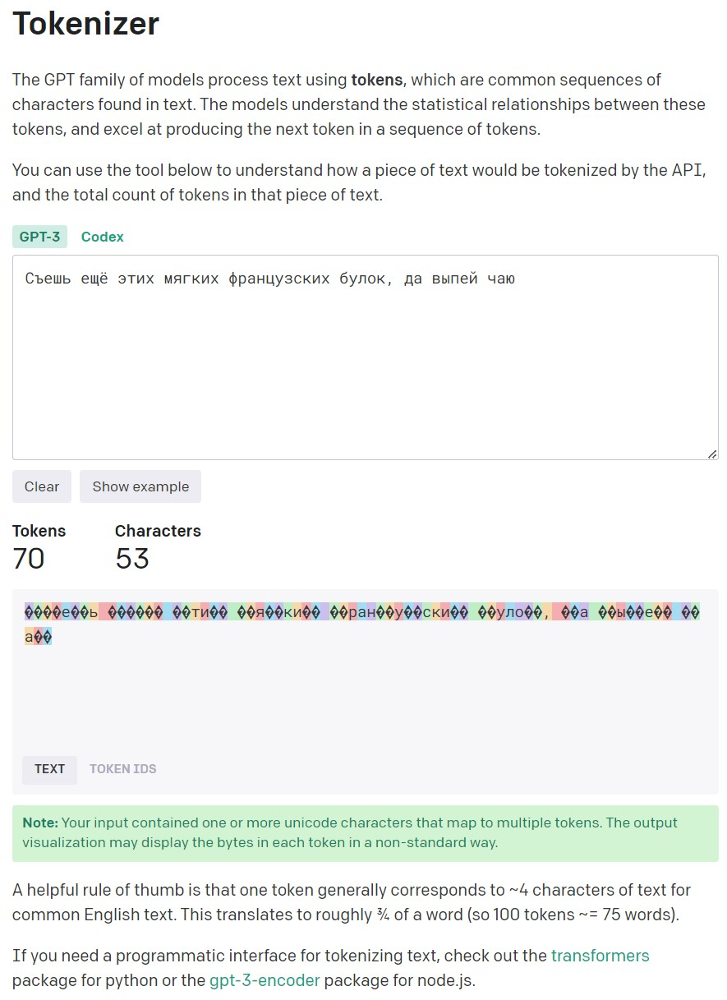 Tokenizer
The GPT family of models process text using tokens, which are common sequences of
characters found in text. The models understand the statistical relationships between these
tokens, and excel at producing the next token in a sequence of tokens.
You can use the tool below to understand how a piece of text would be tokenized by the API,
and the total count of tokens in that piece of text.
GPT-3 Codex
Съешь ещё этих мягких французских булок, да выпей чаю
Clear Show example
Tokens Characters
70 53
����е��ь ������ ��ти�� ��я��ки�� ��ран��у��ски�� ��уло��, ��а ��ы��е�� ��
а��
TEXT TOKEN IDS
Note: Your input contained one or more unicode characters that map to multiple tokens. The output
visualization may display the bytes in each token in a non-standard way.
A helpful rule of thumb is that one token generally corresponds to ~4 characters of text for
common English text. This translates to roughly ¾ of a word (so 100 tokens ~= 75 words).
If you need a programmatic interface for tokenizing text, check out the transformers
package for python or the gpt-3-encoder package for node.js.